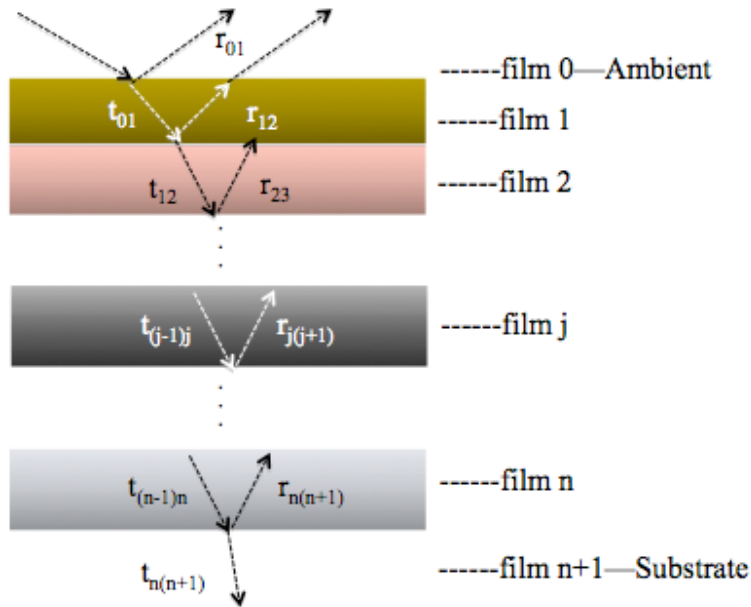 r₀₁
------film 0—Ambient
t₀₁
r₁₂
------film 1
t₁₂
r₂₃
------film 2
t₍ⱼ₋₁₎ⱼ
rⱼ₍ⱼ₊₁₎
------film j
t₍ₙ₋₁₎ₙ
rₙ₍ₙ₊₁₎
------film n
tₙ₍ₙ₊₁₎
------film n+1—Substrate